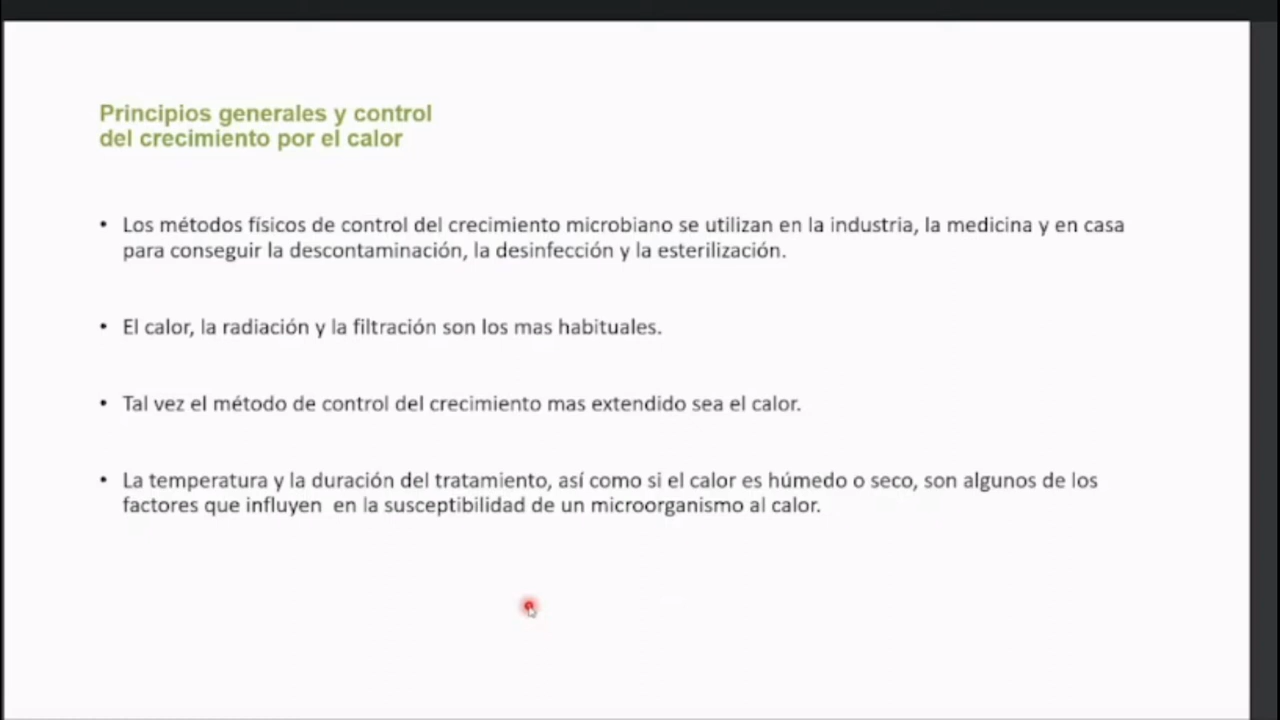 Principios generales y control
del crecimiento por el calor
• Los métodos físicos de control del crecimiento microbiano se utilizan en la industria, la medicina y en casa
para conseguir la descontaminación, la desinfección y la esterilización.
• El calor, la radiación y la filtración son los mas habituales.
• Tal vez el método de control del crecimiento mas extendido sea el calor.
• La temperatura y la duración del tratamiento, así como si el calor es húmedo o seco, son algunos de los
factores que influyen  en la susceptibilidad de un microorganismo al calor.